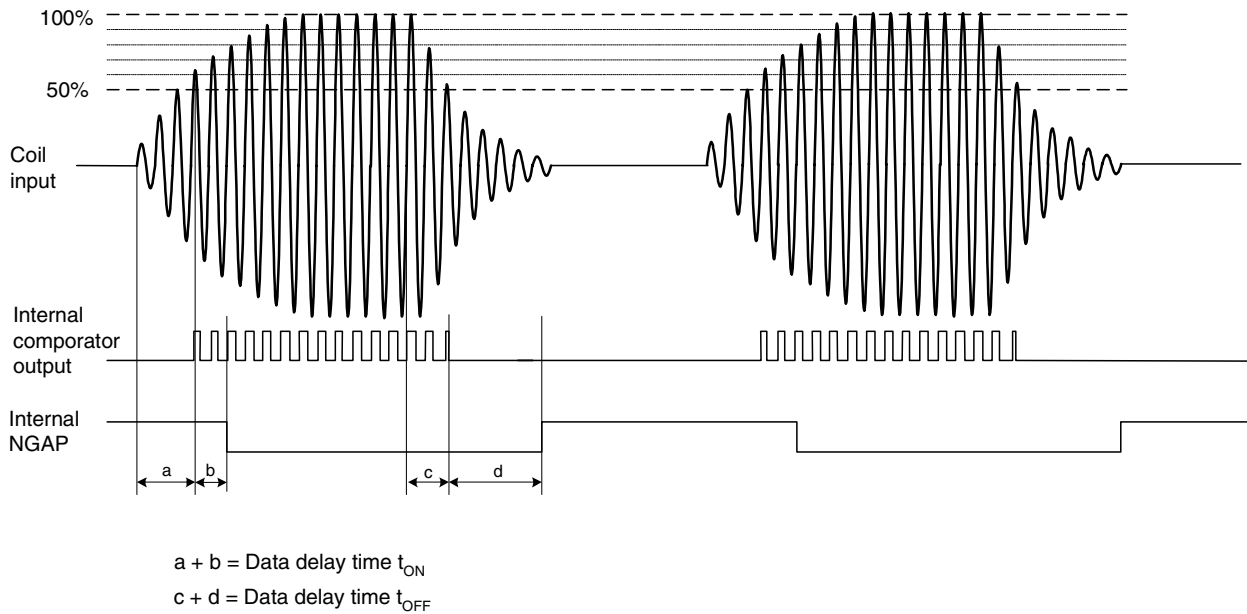 100%
50%
Coil
input
Internal
comporator
output
Internal
NGAP
a
b
c
d
a + b = Data delay time tON
c + d = Data delay time tOFF